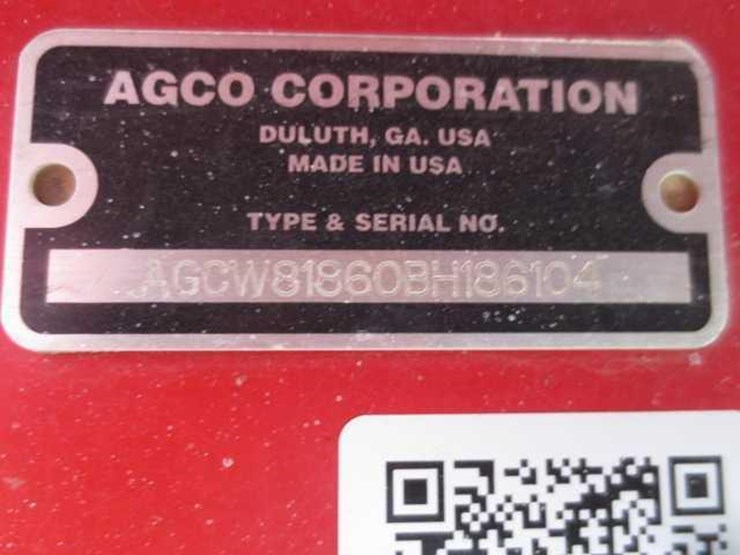 AGCO CORPORATION
DULUTH, GA. USA
MADE IN USA
TYPE & SERIAL NO.
AGCW81860BH186104